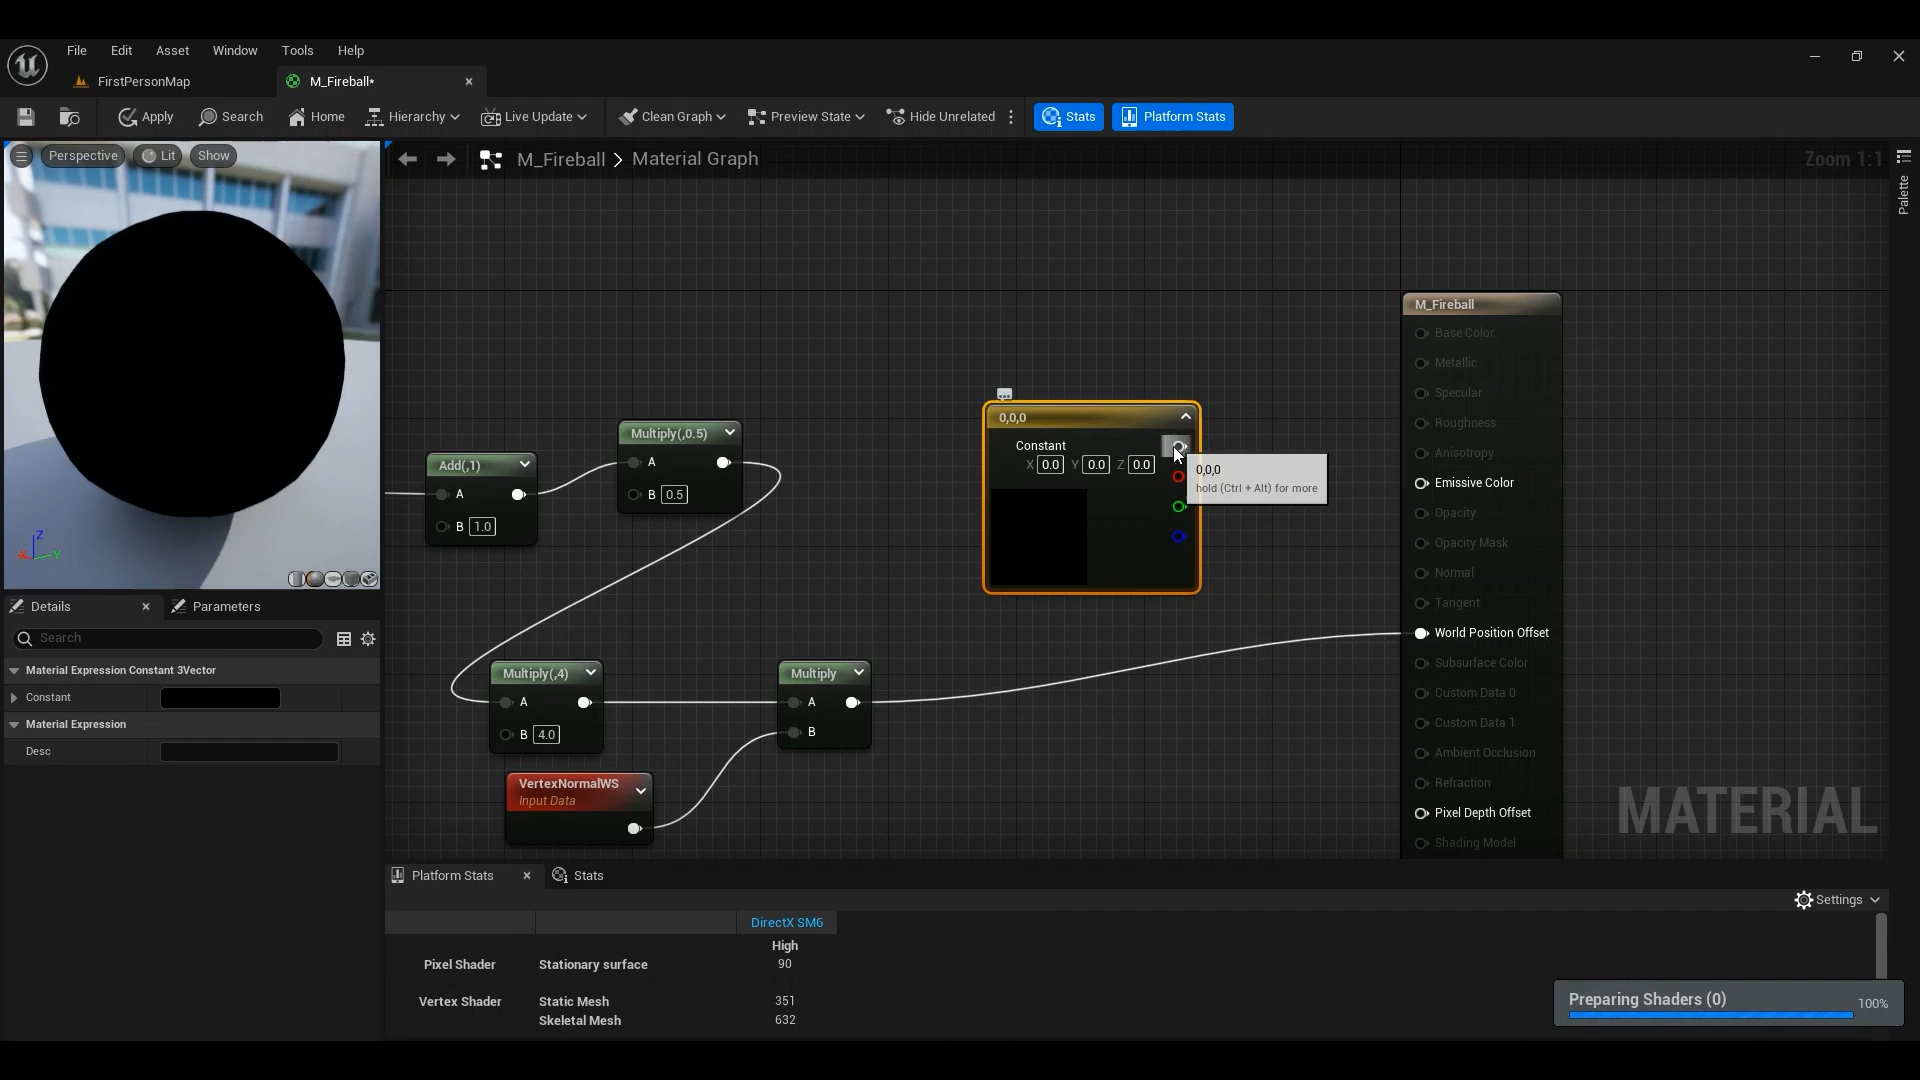 File Edit Asset Window Tools Help
FirstPersonMap M_Fireball*
Apply Search Home Hierarchy Live Update Clean Graph Preview State Hide Unrelated Stats Platform Stats
Perspective Lit Show
M_Fireball > Material Graph
Zoom 1:1
Palette
M_Fireball
Base Color
Metallic
Specular
Roughness
Anisotropy
Emissive Color
Opacity
Opacity Mask
Normal
Tangent
World Position Offset
Subsurface Color
Custom Data 0
Custom Data 1
Ambient Occlusion
Refraction
Pixel Depth Offset
Shading Model
0,0,0
Constant
X 0.0 Y 0.0 Z 0.0
0,0,0
hold (Ctrl + Alt) for more
Multiply(,0.5)
A
B 0.5
Add(,1)
A
B 1.0
Multiply(,4)
A
B 4.0
Multiply
A
B
VertexNormalWS
Input Data
MATERIAL
Z
X Y
Details Parameters
Search
Material Expression Constant 3Vector
Constant
Material Expression
Desc
Platform Stats Stats
Settings
DirectX SM6
High
Pixel Shader Stationary surface 90
Vertex Shader Static Mesh 351
Skeletal Mesh 632
Preparing Shaders (0) 100%